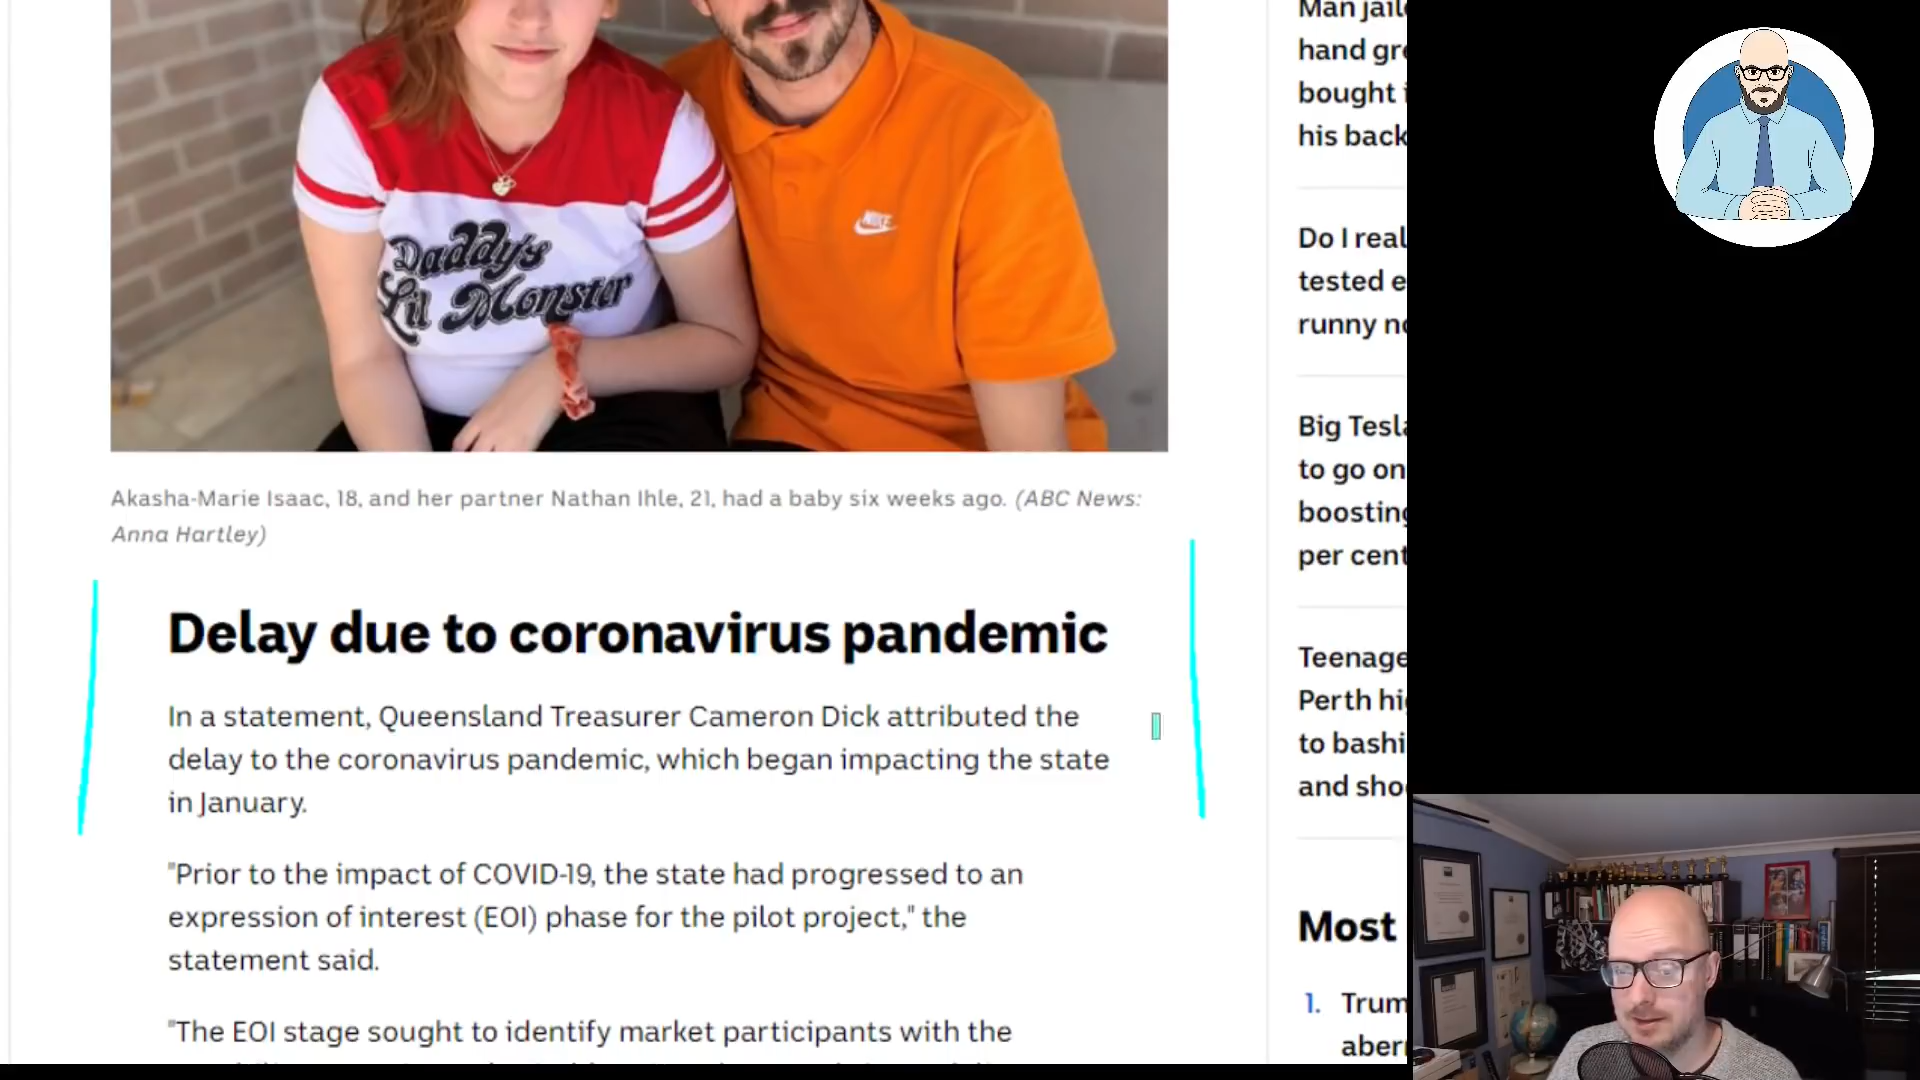 Daddy's
Lil Monster
NIKE
Akasha-Marie Isaac, 18, and her partner Nathan Ihle, 21, had a baby six weeks ago. (ABC News:
Anna Hartley)
Delay due to coronavirus pandemic
In a statement, Queensland Treasurer Cameron Dick attributed the
delay to the coronavirus pandemic, which began impacting the state
in January.
"Prior to the impact of COVID-19, the state had progressed to an
expression of interest (EOI) phase for the pilot project," the
statement said.
"The EOI stage sought to identify market participants with the
Man jail
hand gr
bought
his back
Do I real
tested e
runny n
Big Tesl
to go on
boosting
per cent
Teenage
Perth hi
to bashi
and sho
Most
1. Trum
aberr